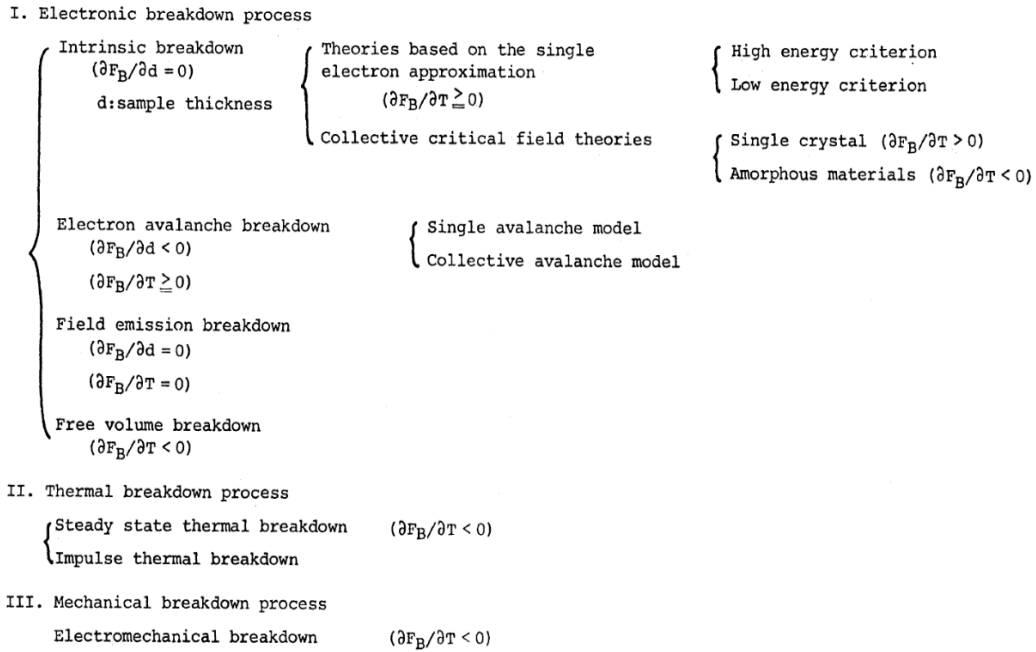 I. Electronic breakdown process
Intrinsic breakdown
(∂F_B/∂d = 0)
d:sample thickness
Theories based on the single
electron approximation
(∂F_B/∂T ≧ 0)
High energy criterion
Low energy criterion
Collective critical field theories
Single crystal (∂F_B/∂T > 0)
Amorphous materials (∂F_B/∂T < 0)
Electron avalanche breakdown
(∂F_B/∂d < 0)
(∂F_B/∂T ≧ 0)
Single avalanche model
Collective avalanche model
Field emission breakdown
(∂F_B/∂d = 0)
(∂F_B/∂T = 0)
Free volume breakdown
(∂F_B/∂T < 0)
II. Thermal breakdown process
Steady state thermal breakdown (∂F_B/∂T < 0)
Impulse thermal breakdown
III. Mechanical breakdown process
Electromechanical breakdown (∂F_B/∂T < 0)